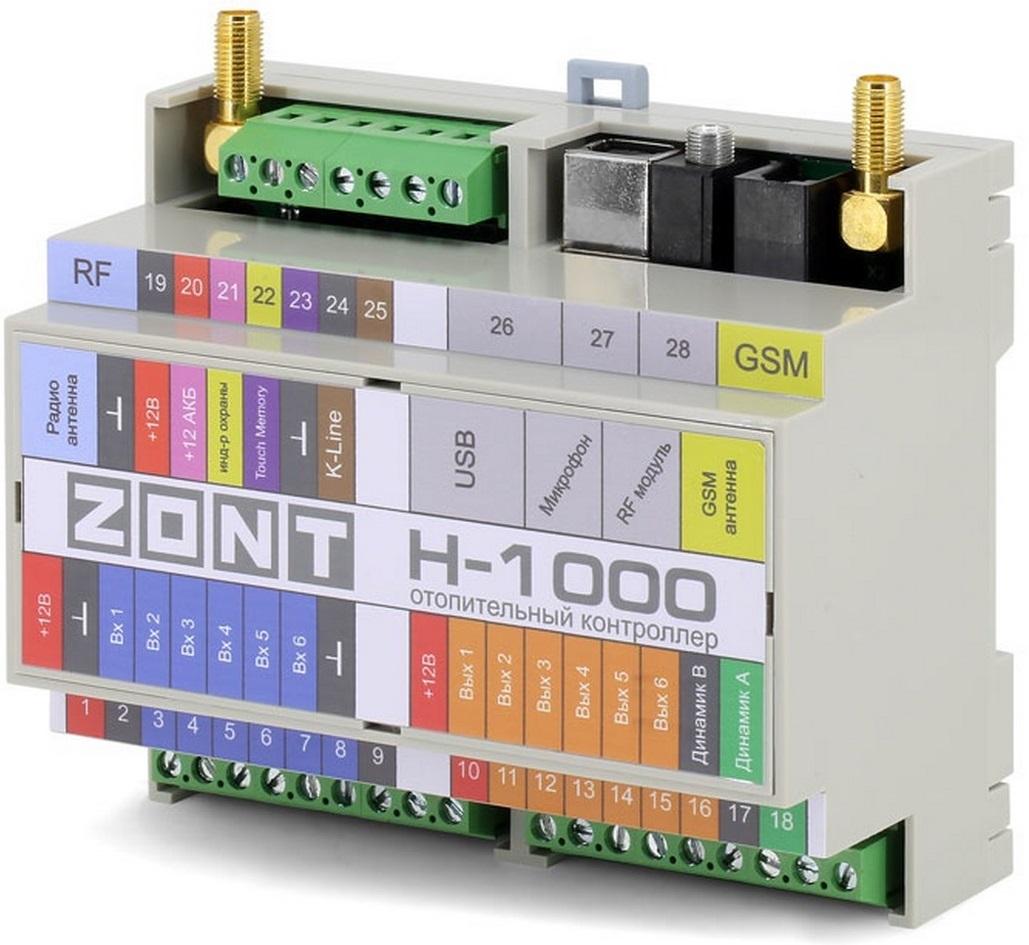 RF 19 20 21 22 23 24 25 26 27 28 GSM
Радио
антенна
+12В
+12 АКБ
инд-р охраны
Touch Memory
K-Line
USB
Микрофон
RF модуль
GSM
антенна
ZONT
H-1000
отопительный контроллер
+12В
Вх 1
Вх 2
Вх 3
Вх 4
Вх 5
Вх 6
+12В
Вых 1
Вых 2
Вых 3
Вых 4
Вых 5
Вых 6
Динамик В
Динамик А
1 2 3 4 5 6 7 8 9 10 11 12 13 14 15 16 17 18